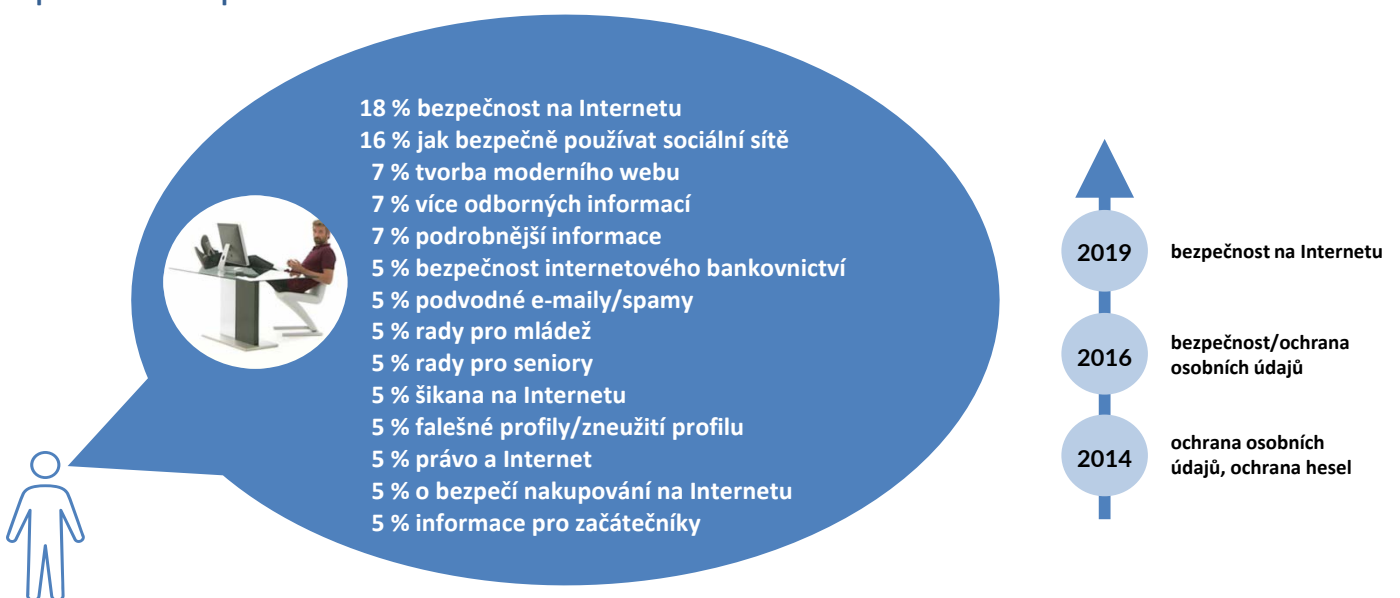 18 % bezpečnost na Internetu
16 % jak bezpečně používat sociální sítě
7 % tvorba moderního webu
7 % více odborných informací
7 % podrobnější informace
5 % bezpečnost internetového bankovnictví
5 % podvodné e-maily/spamy
5 % rady pro mládež
5 % rady pro seniory
5 % šikana na Internetu
5 % falešné profily/zneužití profilu
5 % právo a Internet
5 % o bezpečí nakupování na Internetu
5 % informace pro začátečníky
2019
bezpečnost na Internetu
2016
bezpečnost/ochrana
osobních údajů
2014
ochrana osobních
údajů, ochrana hesel